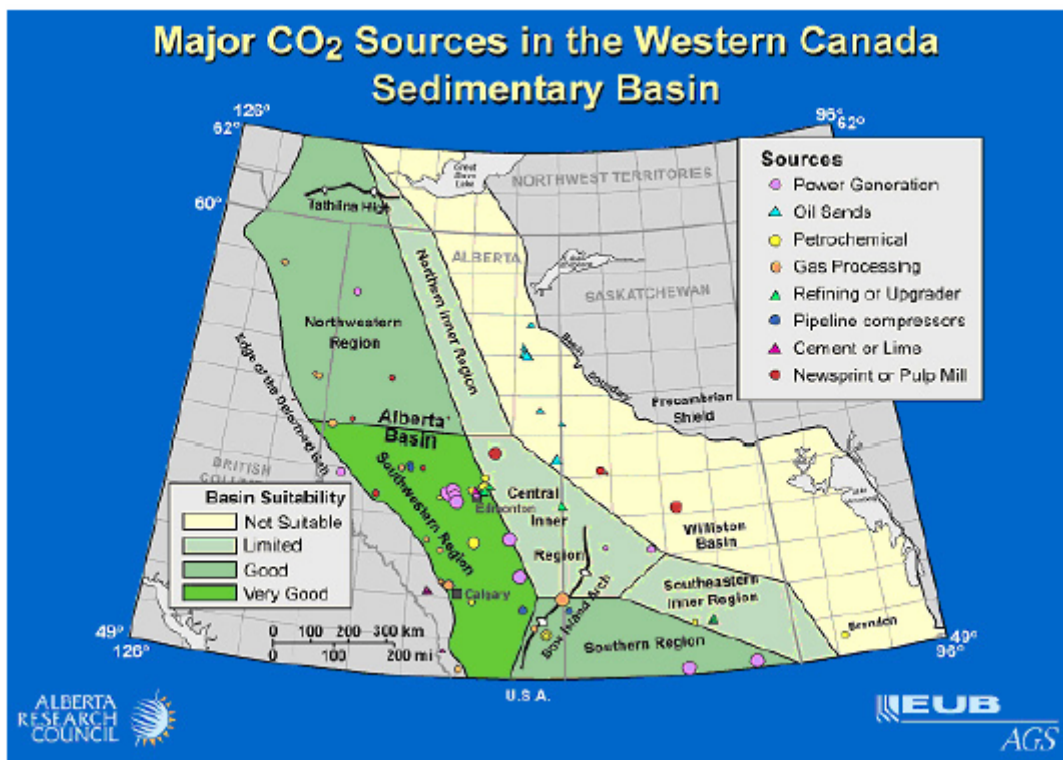 Major CO2 Sources in the Western Canada
Sedimentary Basin
126°
62°
96°
62°
60°
Great
Slave
Lake
NORTHWEST TERRITORIES
Tathlina High
ALBERTA
SASKATCHEWAN
Northern Inner Region
Northwestern
Region
Basin
Boundary
Precambrian
Shield
Edge of the Deformed Belt
Alberta
Basin
BRITISH
Southwestern Region
Edmonton
Central
Inner
Region
Williston
Basin
Southeastern
Inner Region
Calgary
Bow Island Arch
Southern Region
Brandon
49°
126°
49°
96°
U.S.A.
Sources
Power Generation
Oil Sands
Petrochemical
Gas Processing
Refining or Upgrader
Pipeline compressors
Cement or Lime
Newsprint or Pulp Mill
Basin Suitability
Not Suitable
Limited
Good
Very Good
0 100 200 300 km
0 100 200 mi
ALBERTA
RESEARCH
COUNCIL
EUB
AGS